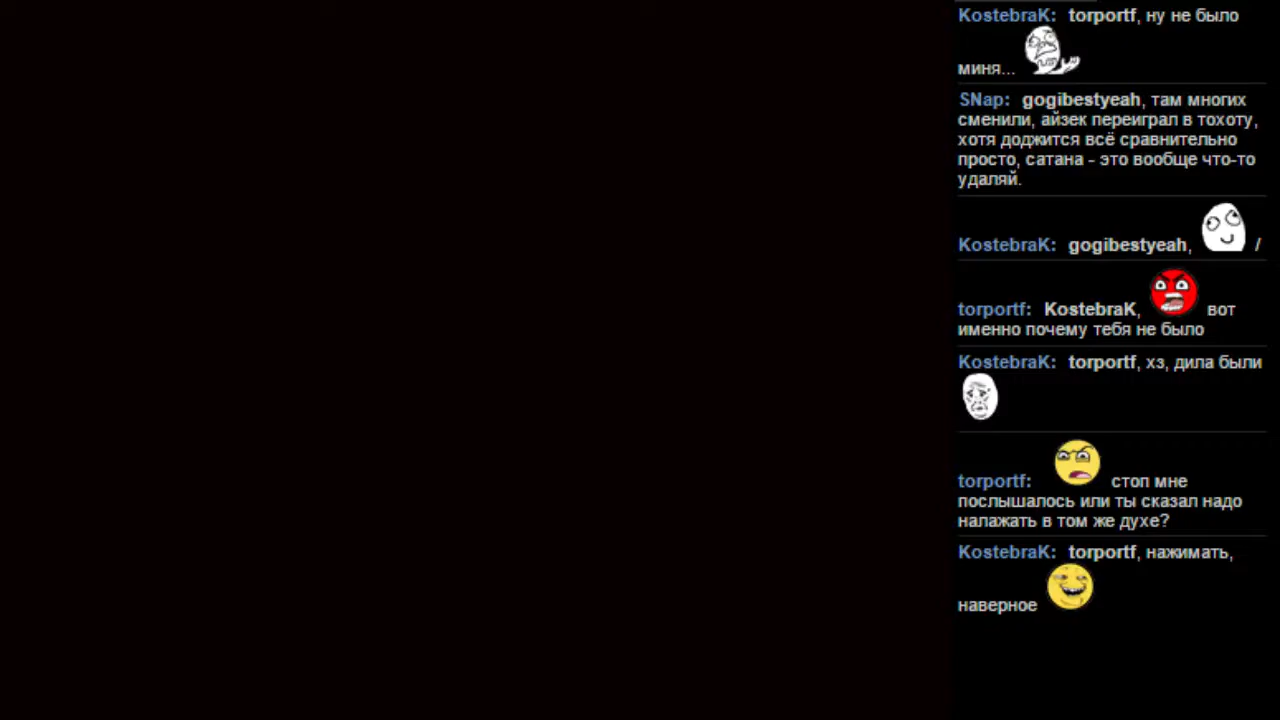 KostebraK: torportf, ну не было
миня...
SNap: gogibestyeah, там многих
сменили, айзек переиграл в тохоту,
хотя доджится всё сравнительно
просто, сатана - это вообще что-то
удаляй.
KostebraK: gogibestyeah, /
torportf: KostebraK, вот
именно почему тебя не было
KostebraK: torportf, хз, дила были
torportf: стоп мне
послышалось или ты сказал надо
налажать в том же духе?
KostebraK: torportf, нажимать,
наверное